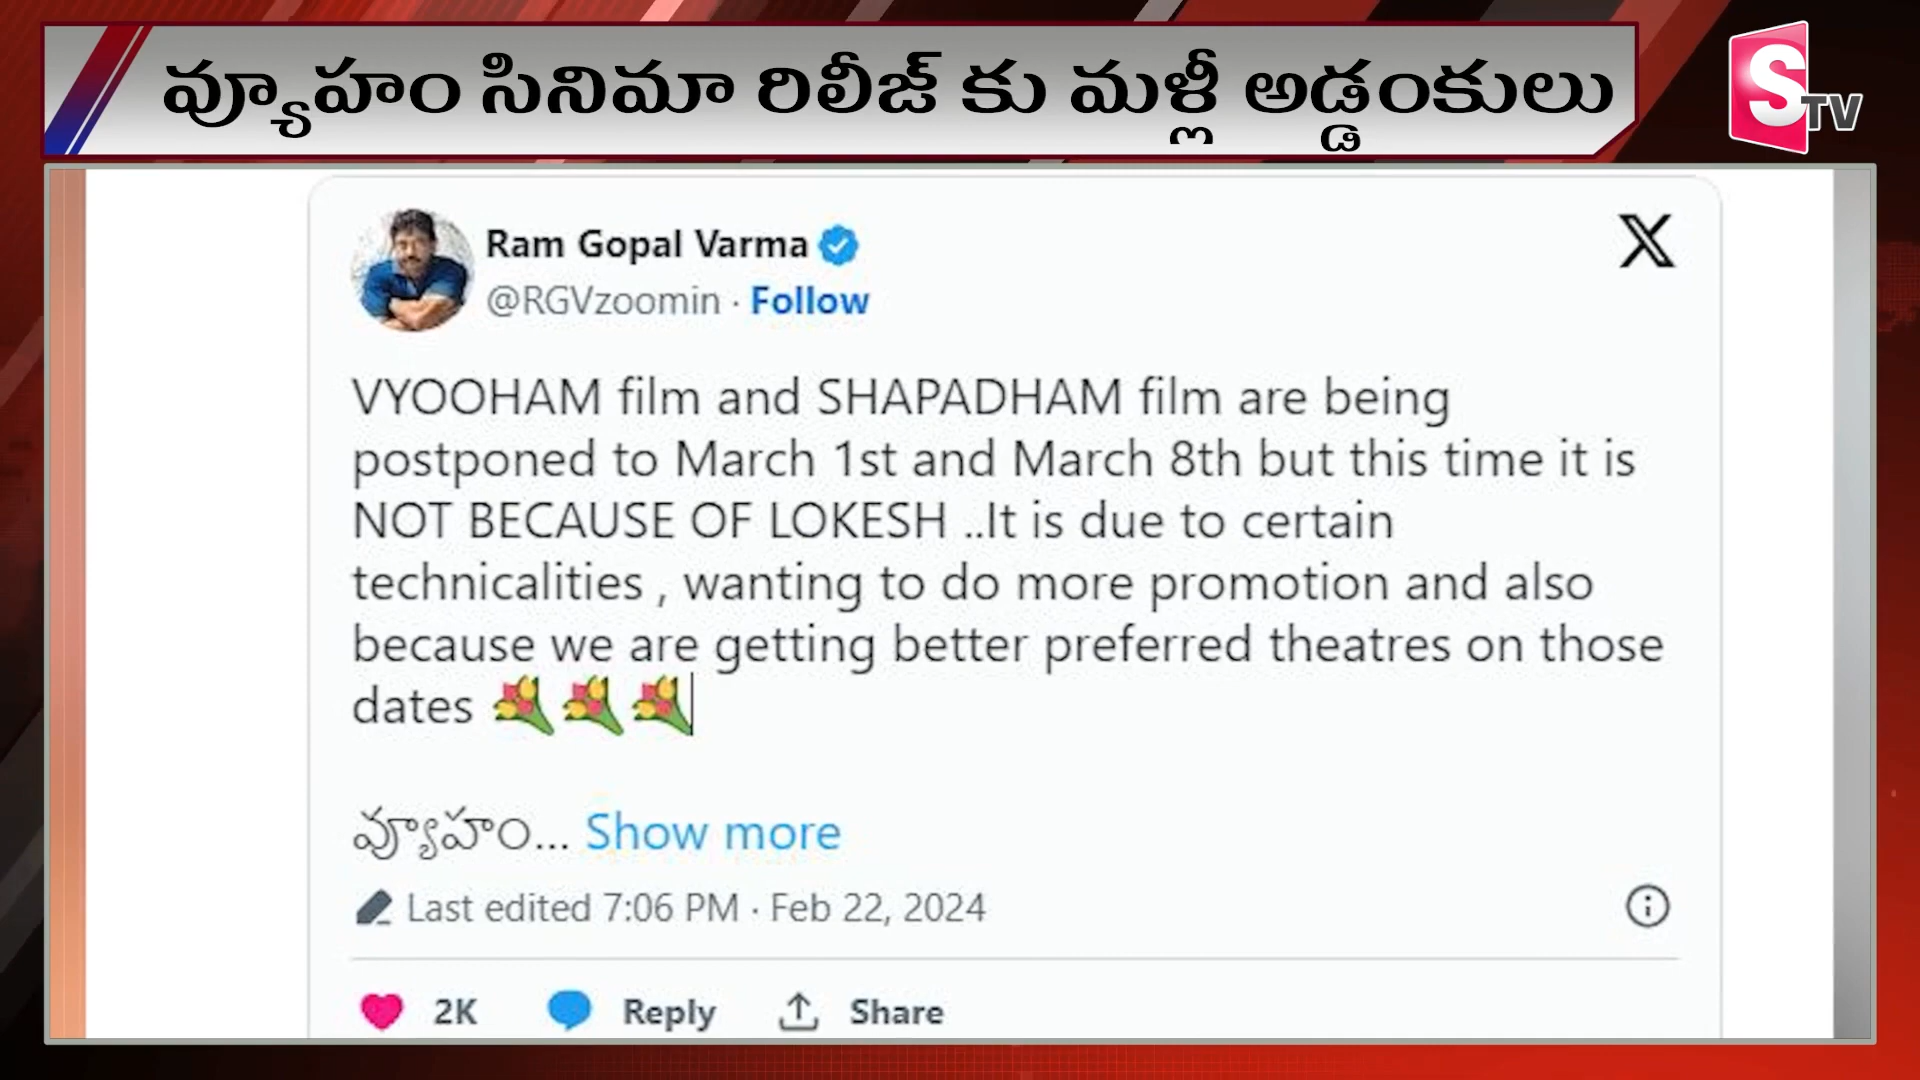 వ్యూహం సినిమా రిలీజ్ కు మళ్లీ అడ్డంకులు
STV
Ram Gopal Varma
@RGVzoomin · Follow
VYOOHAM film and SHAPADHAM film are being
postponed to March 1st and March 8th but this time it is
NOT BECAUSE OF LOKESH ..It is due to certain
technicalities , wanting to do more promotion and also
because we are getting better preferred theatres on those
dates 💐💐💐
వ్యూహం... Show more
Last edited 7:06 PM · Feb 22, 2024
2K Reply Share